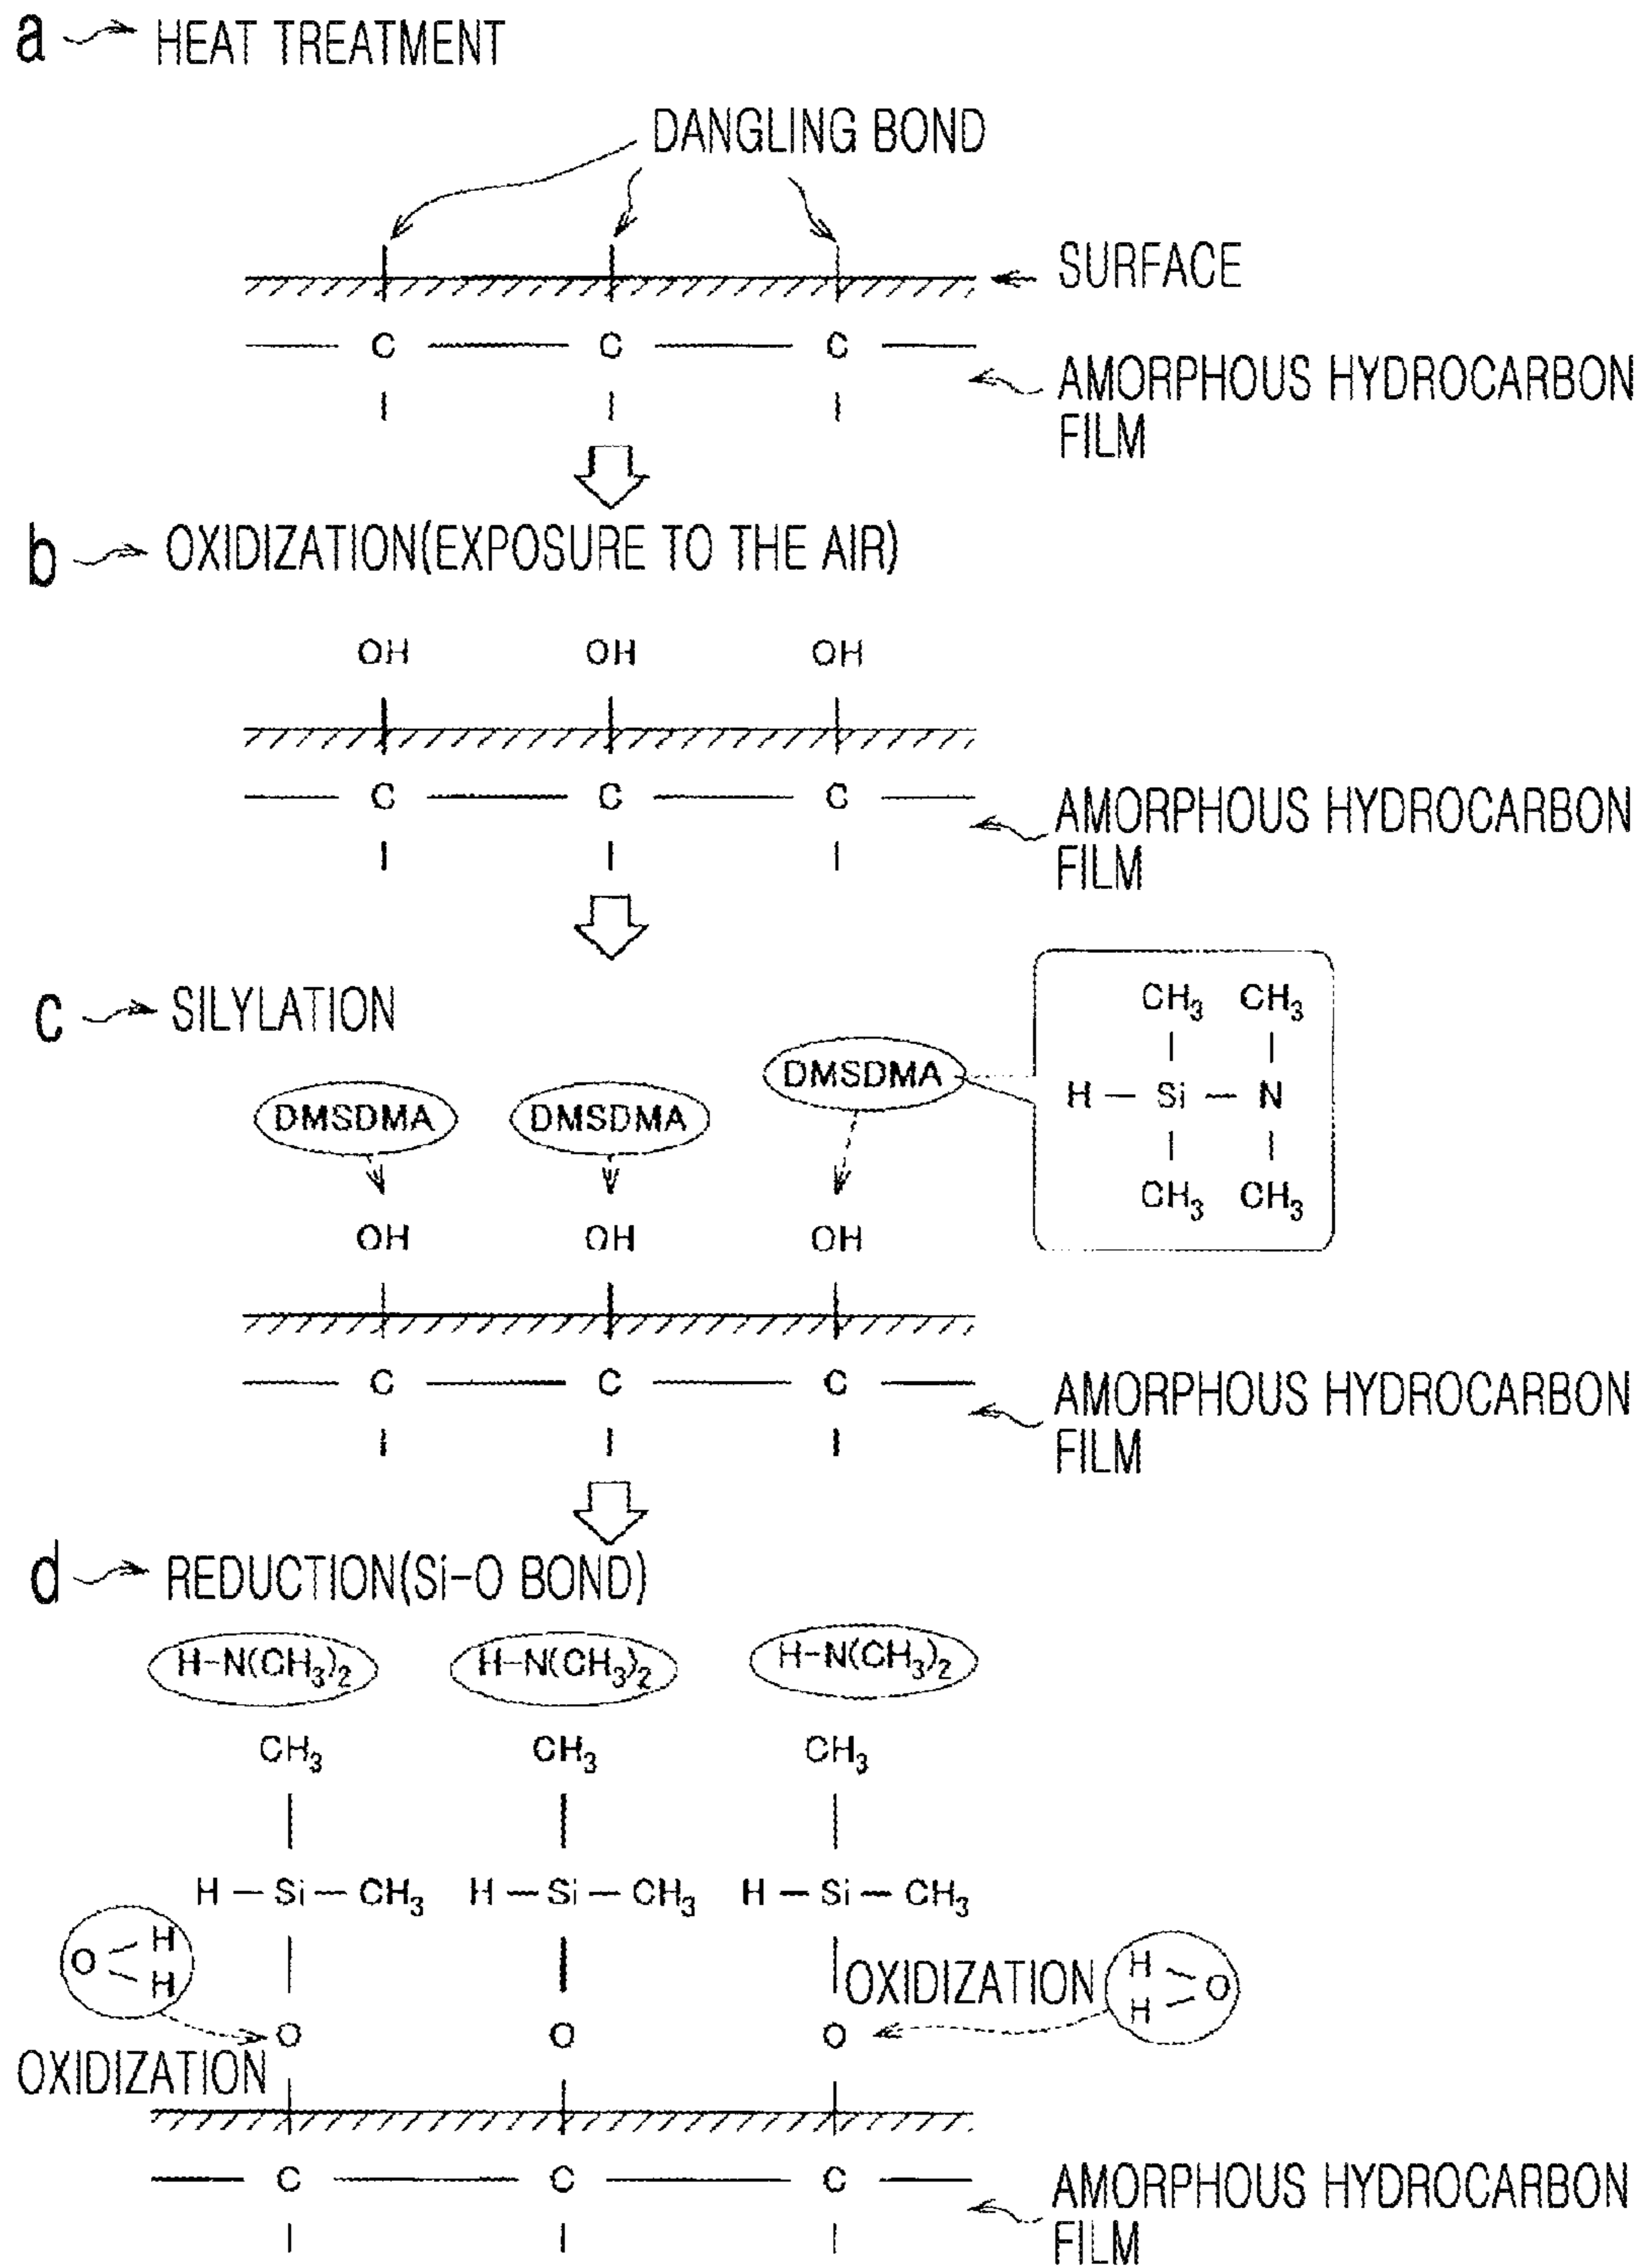 a HEAT TREATMENT
DANGLING BOND
SURFACE
C C C
AMORPHOUS HYDROCARBON
FILM
b OXIDIZATION(EXPOSURE TO THE AIR)
OH OH OH
C C C
AMORPHOUS HYDROCARBON
FILM
c SILYLATION
DMSDMA DMSDMA DMSDMA
CH3 CH3
H — Si — N
CH3 CH3
OH OH OH
C C C
AMORPHOUS HYDROCARBON
FILM
d REDUCTION(Si-O BOND)
H-N(CH3)2 H-N(CH3)2 H-N(CH3)2
CH3 CH3 CH3
H — Si — CH3 H — Si — CH3 H — Si — CH3
O H H
OXIDIZATION H H O
O O O
OXIDIZATION
C C C
AMORPHOUS HYDROCARBON
FILM